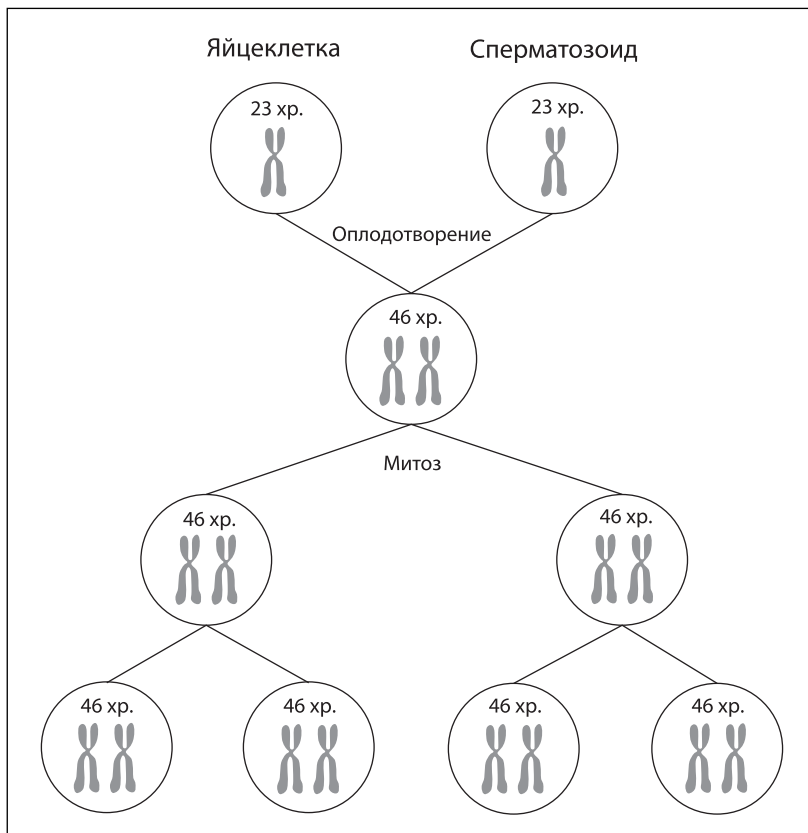 Яйцеклетка
Сперматозоид
23 хр.
23 хр.
Оплодотворение
46 хр.
Митоз
46 хр.
46 хр.
46 хр.
46 хр.
46 хр.
46 хр.